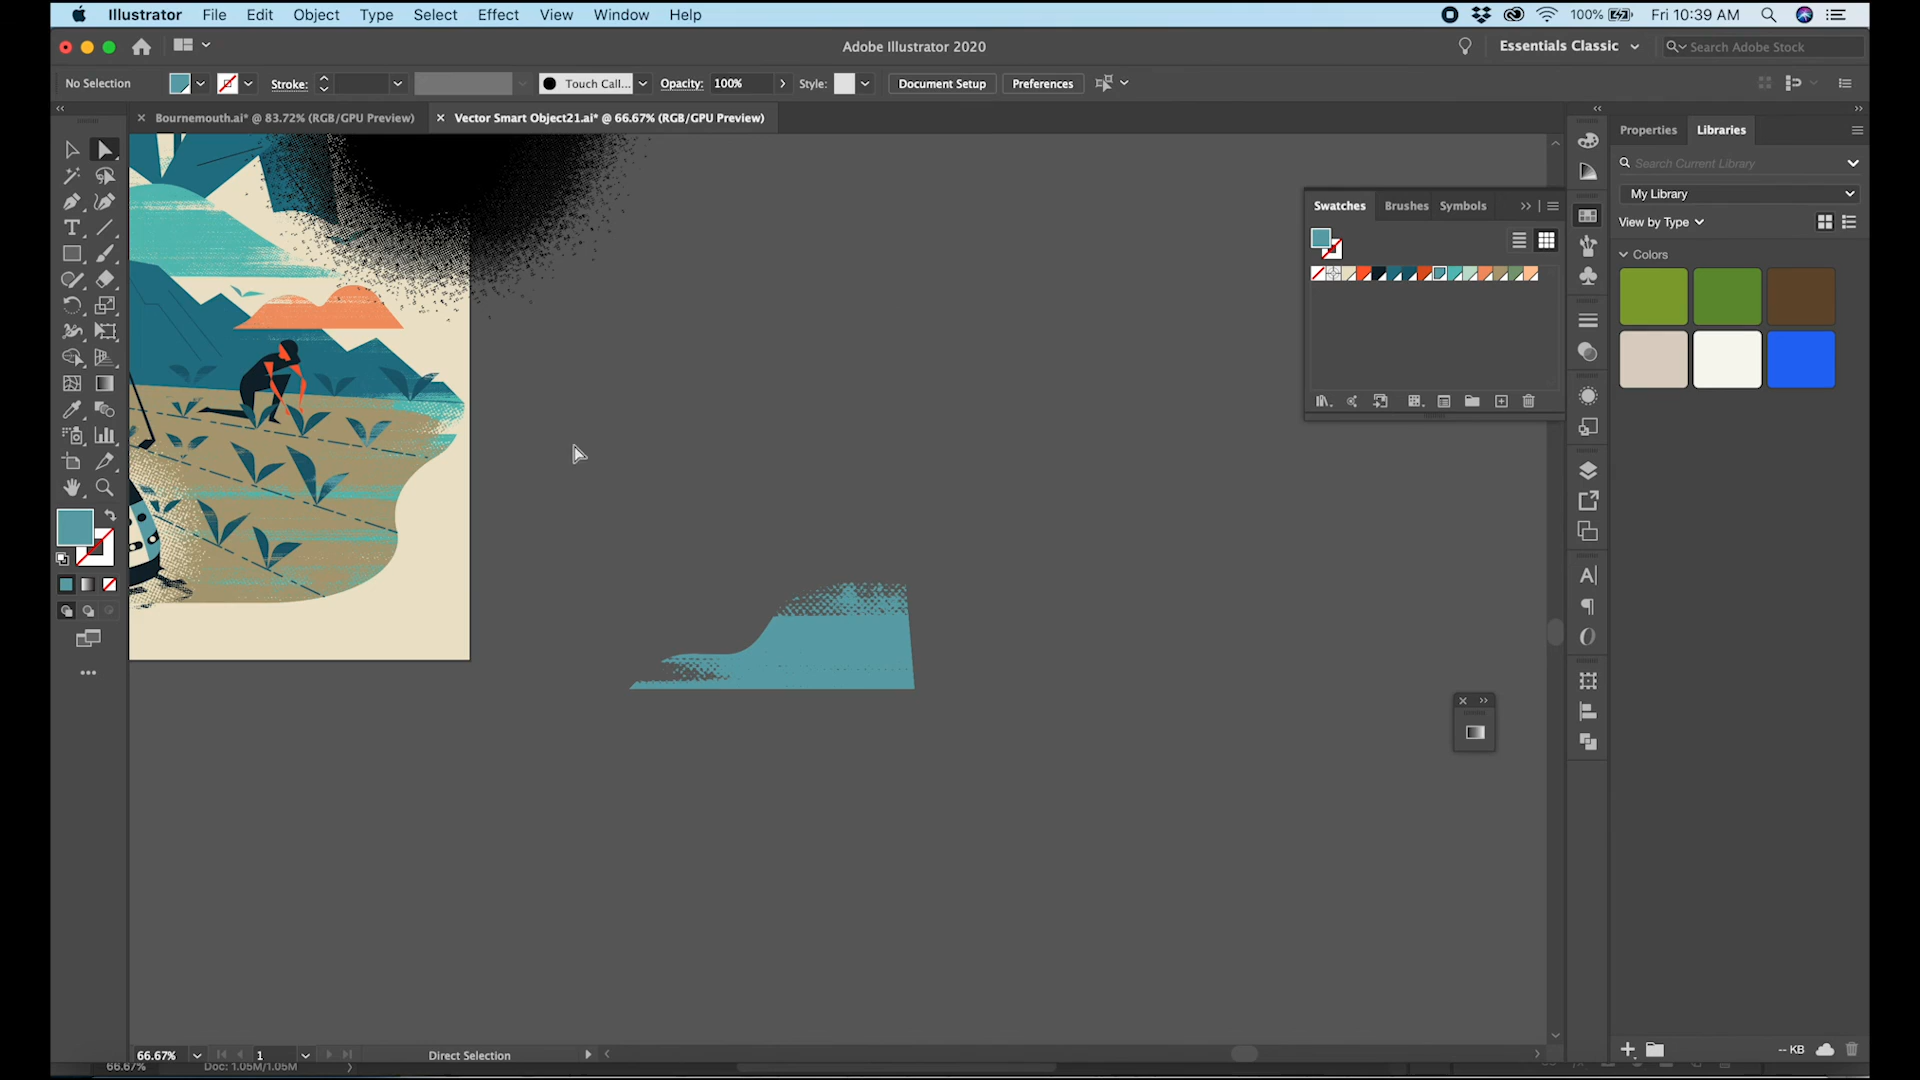 Illustrator File Edit Object Type Select Effect View Window Help 100% Fri 10:39 AM
Adobe Illustrator 2020 Essentials Classic Search Adobe Stock
No Selection Stroke: Touch Call... Opacity: 100% Style: Document Setup Preferences
Bournemouth.ai* @ 83.72% (RGB/GPU Preview) Vector Smart Object21.ai* @ 66.67% (RGB/GPU Preview)
Properties Libraries
Search Current Library
My Library
View by Type
Colors
Swatches Brushes Symbols
66.67% 1 Direct Selection
66.67% Doc: 1.05M/1.05M
-- KB